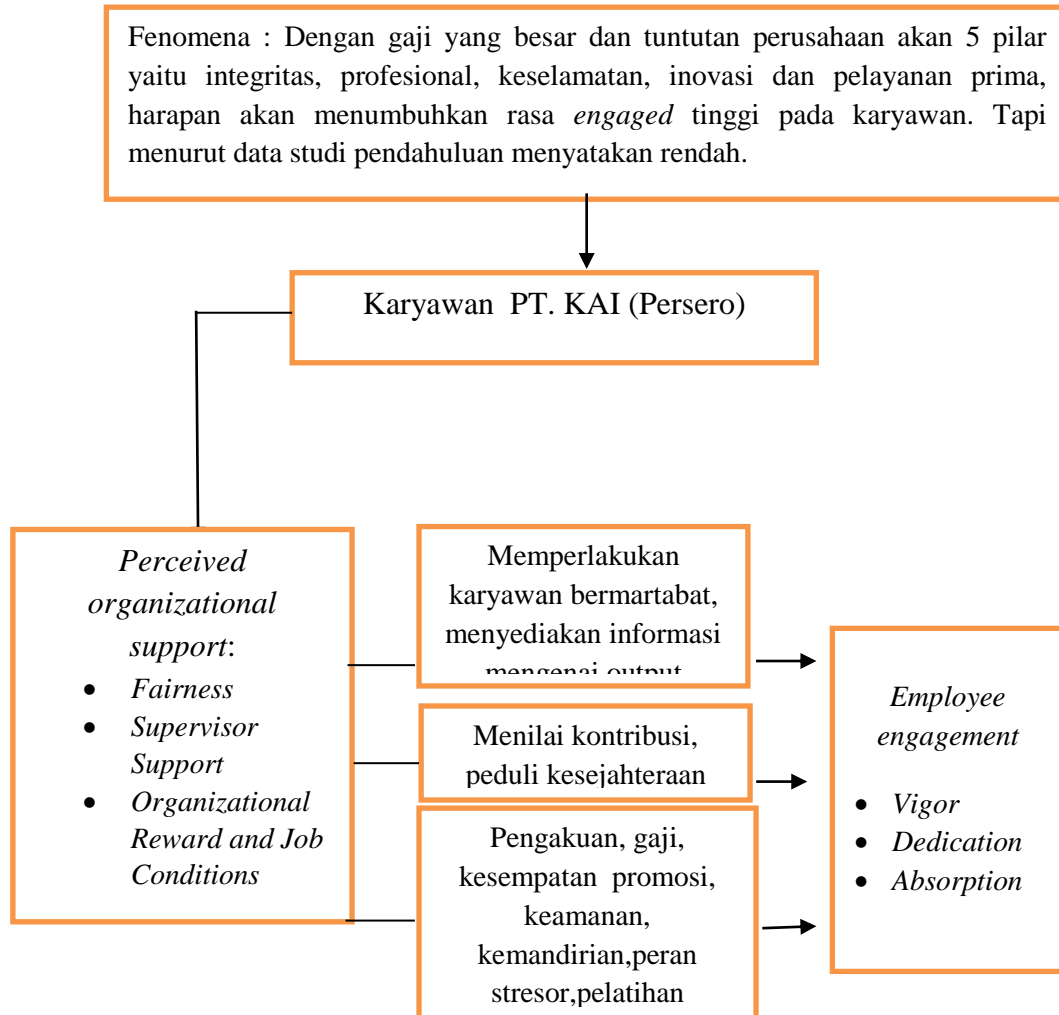 Fenomena : Dengan gaji yang besar dan tuntutan perusahaan akan 5 pilar
yaitu integritas, profesional, keselamatan, inovasi dan pelayanan prima,
harapan akan menumbuhkan rasa engaged tinggi pada karyawan. Tapi
menurut data studi pendahuluan menyatakan rendah.
Karyawan PT. KAI (Persero)
Perceived
organizational
support:
• Fairness
• Supervisor
Support
• Organizational
Reward and Job
Conditions
Memperlakukan
karyawan bermartabat,
menyediakan informasi
mengenai output
Menilai kontribusi,
peduli kesejahteraan
Pengakuan, gaji,
kesempatan promosi,
keamanan,
kemandirian,peran
stresor,pelatihan
Employee
engagement
• Vigor
• Dedication
• Absorption